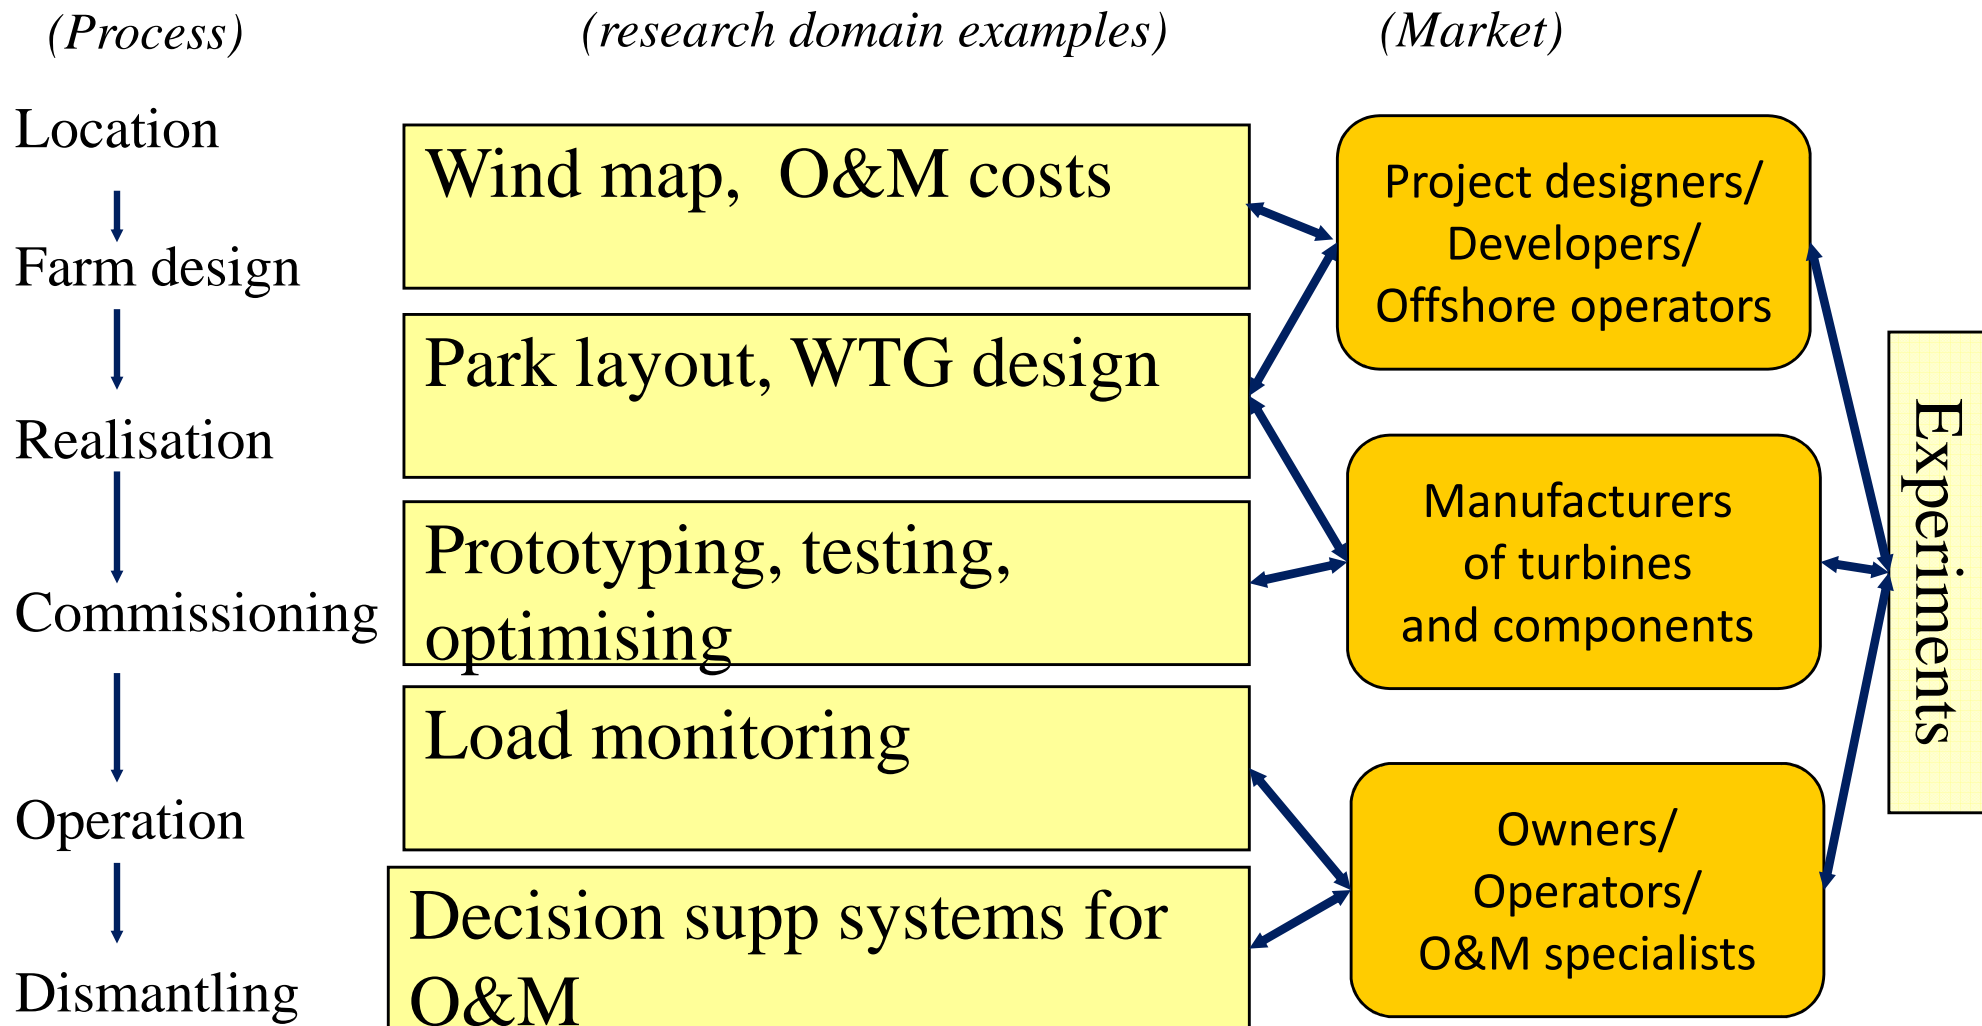 (Process)
(research domain examples)
(Market)
Location
Farm design
Realisation
Commissioning
Operation
Dismantling
Wind map,  O&M costs
Park layout, WTG design
Prototyping, testing,
optimising
Load monitoring
Decision supp systems for
O&M
Project designers/
Developers/
Offshore operators
Manufacturers
of turbines
and components
Owners/
Operators/
O&M specialists
Experiments